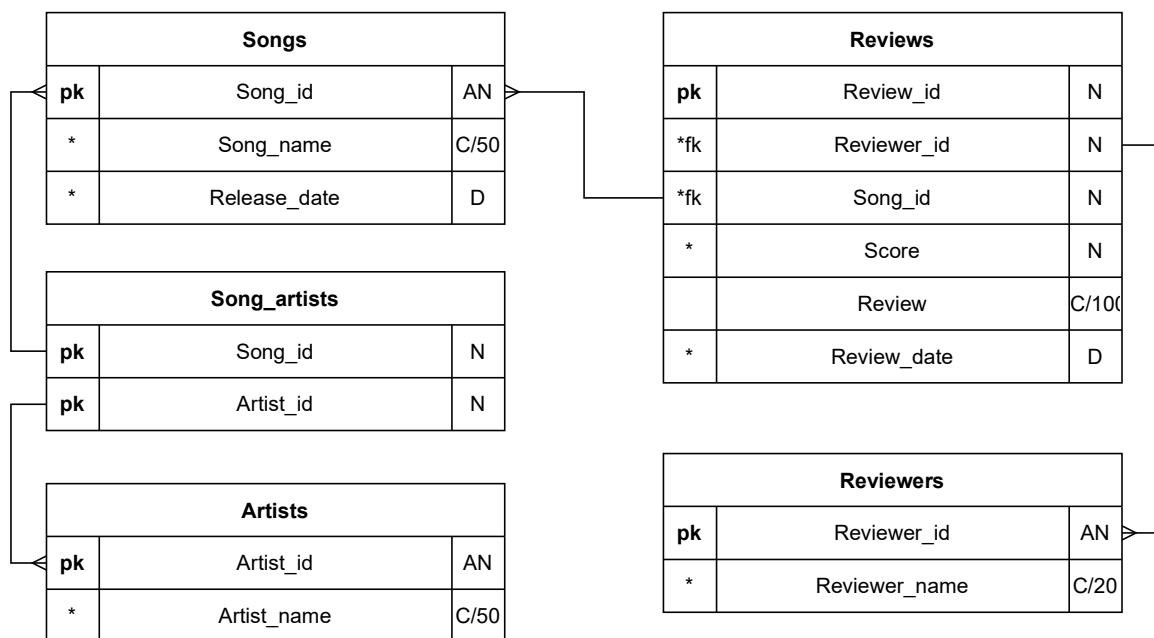 Songs
pk Song_id AN
* Song_name C/50
* Release_date D
Song_artists
pk Song_id N
pk Artist_id N
Artists
pk Artist_id AN
* Artist_name C/50
Reviews
pk Review_id N
*fk Reviewer_id N
*fk Song_id N
* Score N
Review C/100
* Review_date D
Reviewers
pk Reviewer_id AN
* Reviewer_name C/20